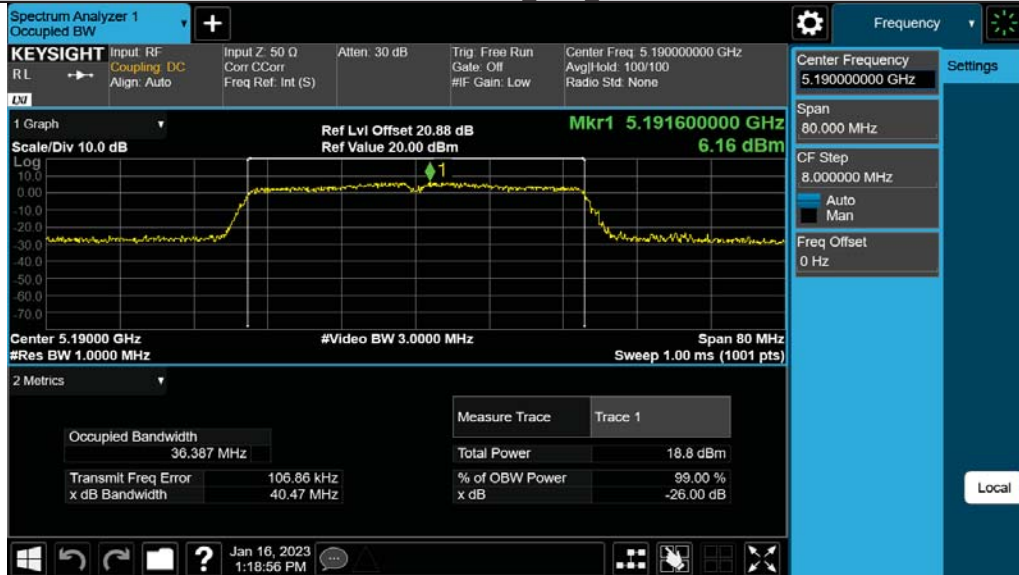 Spectrum Analyzer 1
Occupied BW
Frequency
KEYSIGHT
RL
LXI
Input: RF
Coupling: DC
Align: Auto
Input Z: 50 Ω
Corr CCorr
Freq Ref: Int (S)
Atten: 30 dB
Trig: Free Run
Gate: Off
#IF Gain: Low
Center Freq: 5.190000000 GHz
Avg|Hold: 100/100
Radio Std: None
Center Frequency
5.190000000 GHz
Settings
Span
80.000 MHz
CF Step
8.000000 MHz
Auto
Man
Freq Offset
0 Hz
Local
1 Graph
Scale/Div 10.0 dB
Ref Lvl Offset 20.88 dB
Ref Value 20.00 dBm
Mkr1 5.191600000 GHz
6.16 dBm
Log
10.0
0.00
-10.0
-20.0
-30.0
-40.0
-50.0
-60.0
-70.0
1
Center 5.19000 GHz
#Res BW 1.0000 MHz
#Video BW 3.0000 MHz
Span 80 MHz
Sweep 1.00 ms (1001 pts)
2 Metrics
Measure Trace Trace 1
Occupied Bandwidth
36.387 MHz
Total Power 18.8 dBm
Transmit Freq Error 106.86 kHz
% of OBW Power 99.00 %
x dB Bandwidth 40.47 MHz
x dB -26.00 dB
?
Jan 16, 2023
1:18:56 PM